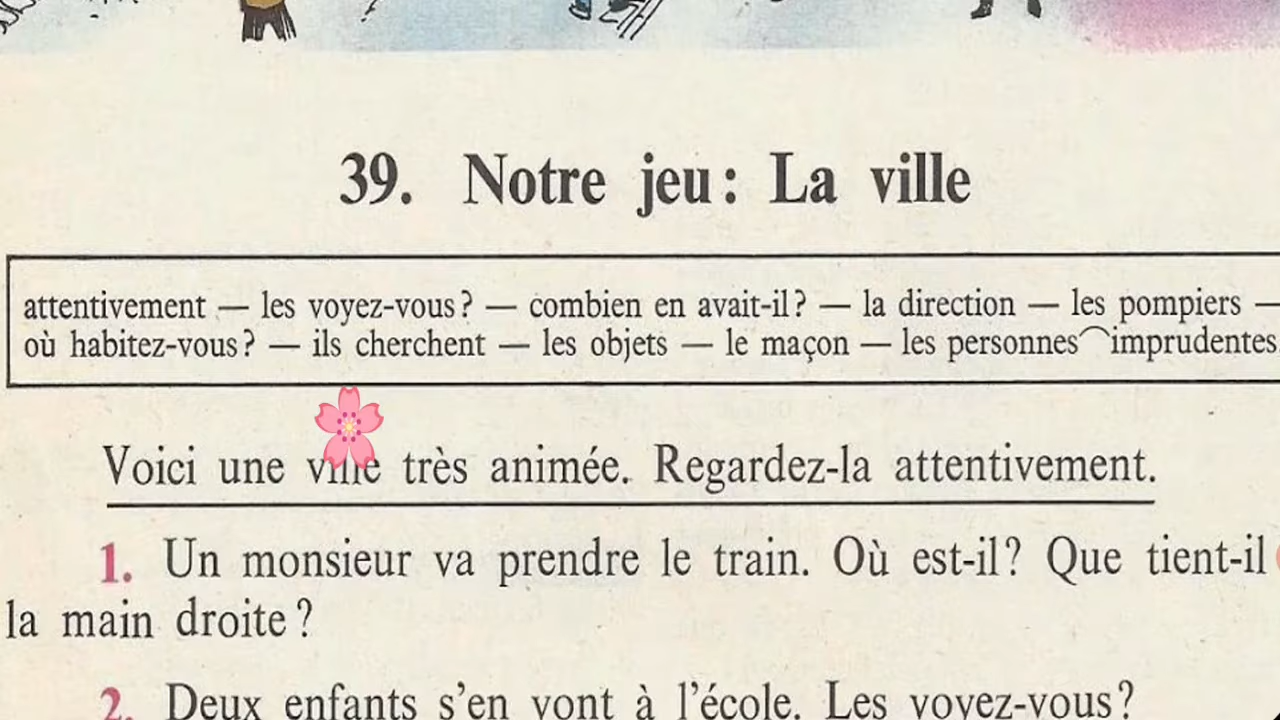 39. Notre jeu : La ville
attentivement — les voyez-vous ? — combien en avait-il ? — la direction — les pompiers —
où habitez-vous ? — ils cherchent — les objets — le maçon — les personnes‿imprudentes
Voici une ville très animée. Regardez-la attentivement.
1. Un monsieur va prendre le train. Où est-il ? Que tient-il
la main droite ?
2. Deux enfants s'en vont à l'école. Les voyez-vous ?